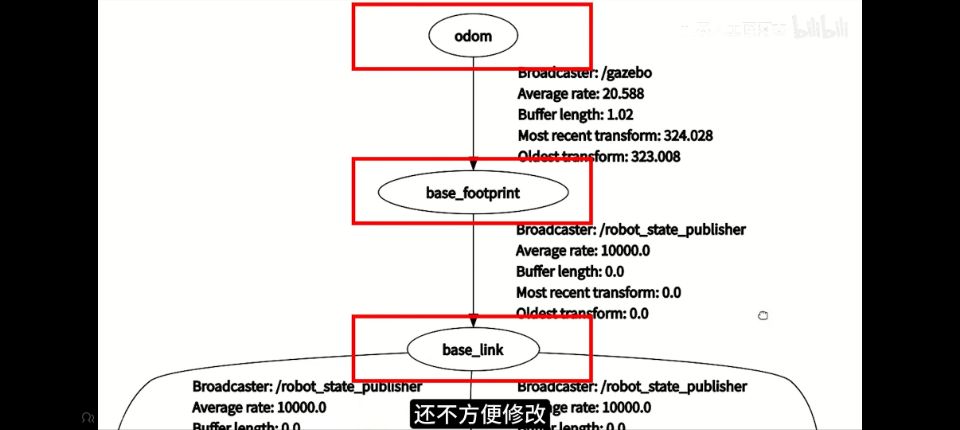 odom
Broadcaster: /gazebo
Average rate: 20.588
Buffer length: 1.02
Most recent transform: 324.028
Oldest transform: 323.008
base_footprint
Broadcaster: /robot_state_publisher
Average rate: 10000.0
Buffer length: 0.0
Most recent transform: 0.0
Oldest transform: 0.0
base_link
Broadcaster: /robot_state_publisher
Average rate: 10000.0
Buffer length: 0.0
Broadcaster: /robot_state_publisher
Average rate: 10000.0
Buffer length: 0.0
还不方便修改
bilibili